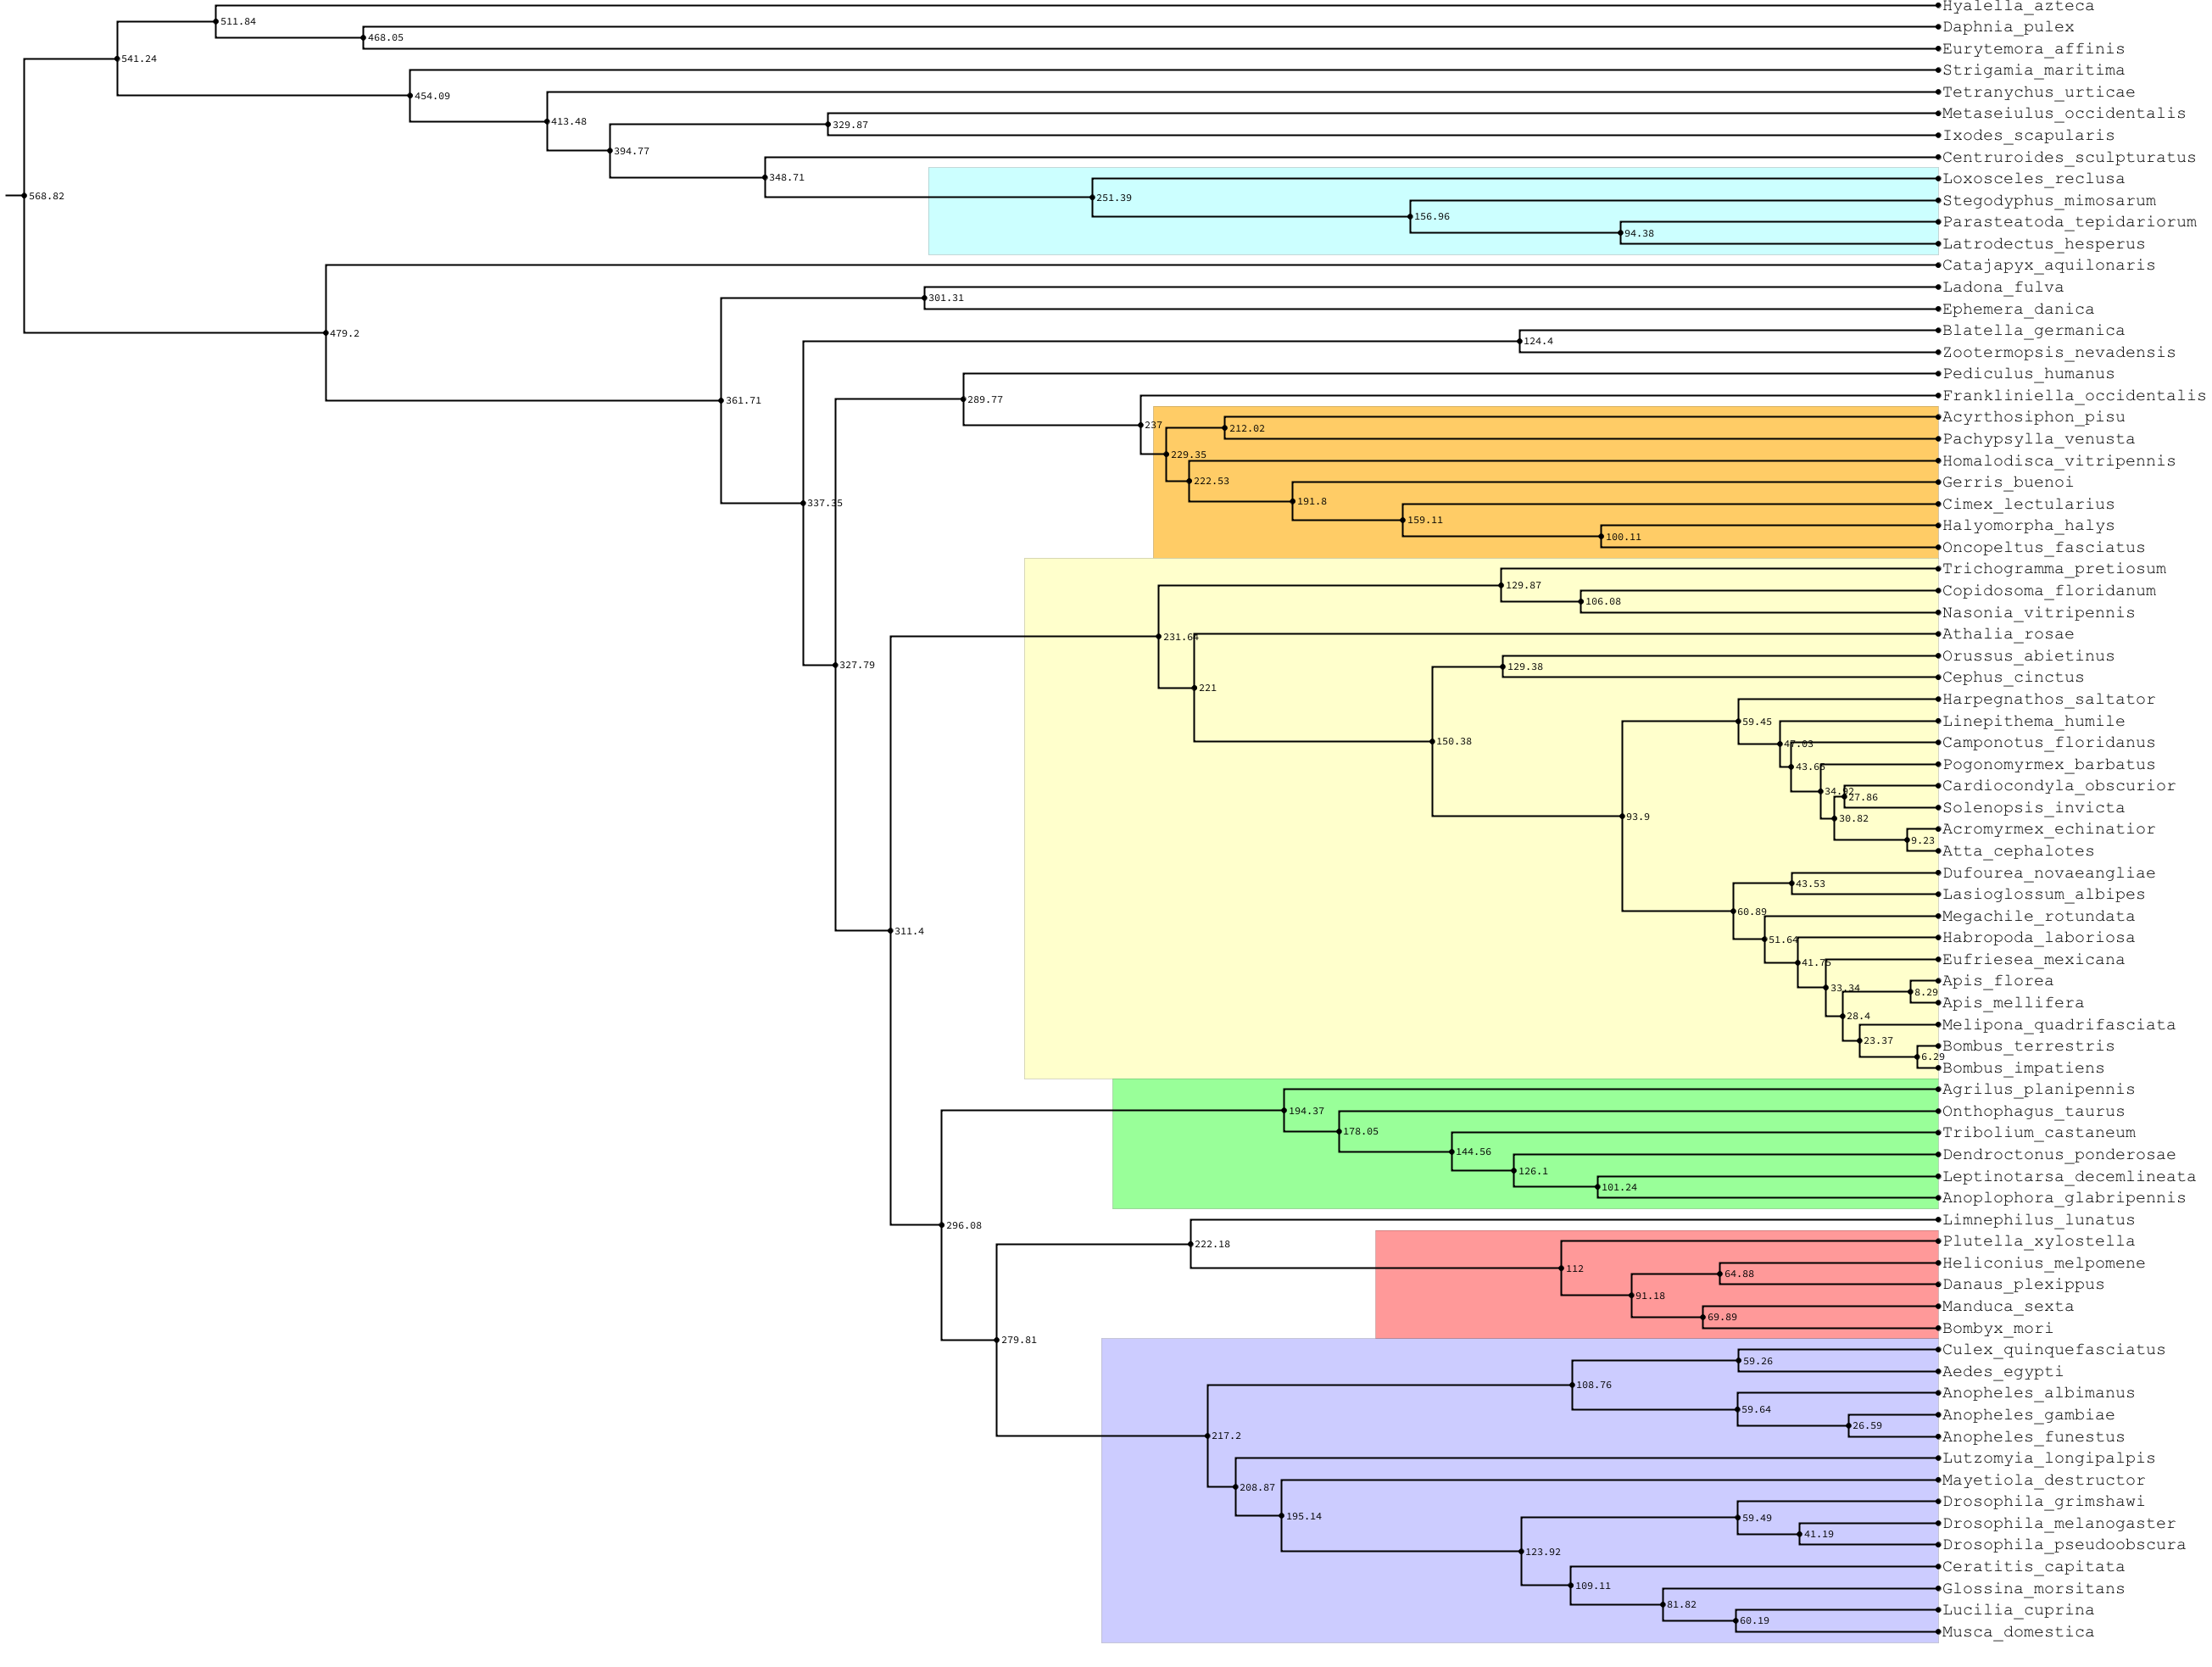 Hyalella_azteca
511.84
Daphnia_pulex
468.05
Eurytemora_affinis
541.24
Strigamia_maritima
454.09
Tetranychus_urticae
413.48
Metaseiulus_occidentalis
329.87
Ixodes_scapularis
394.77
Centruroides_sculpturatus
348.71
Loxosceles_reclusa
568.82
251.39
Stegodyphus_mimosarum
156.96
Parasteatoda_tepidariorum
94.38
Latrodectus_hesperus
Catajapyx_aquilonaris
Ladona_fulva
301.31
Ephemera_danica
479.2
Blatella_germanica
124.4
Zootermopsis_nevadensis
Pediculus_humanus
361.71
289.77
Frankliniella_occidentalis
237
Acyrthosiphon_pisu
212.02
Pachypsylla_venusta
229.35
Homalodisca_vitripennis
222.53
Gerris_buenoi
337.35
191.8
Cimex_lectularius
159.11
Halyomorpha_halys
100.11
Oncopeltus_fasciatus
Trichogramma_pretiosum
129.87
Copidosoma_floridanum
106.08
Nasonia_vitripennis
231.64
Athalia_rosae
Orussus_abietinus
327.79
129.38
Cephus_cinctus
221
Harpegnathos_saltator
59.45
Linepithema_humile
150.38
47.03
Camponotus_floridanus
43.65
Pogonomyrmex_barbatus
34.92
Cardiocondyla_obscurior
27.86
Solenopsis_invicta
93.9
30.82
Acromyrmex_echinatior
9.23
Atta_cephalotes
Dufourea_novaeangliae
43.53
Lasioglossum_albipes
60.89
Megachile_rotundata
311.4
51.64
Habropoda_laboriosa
41.75
Eufriesea_mexicana
33.34
Apis_florea
8.29
Apis_mellifera
28.4
Melipona_quadrifasciata
23.37
Bombus_terrestris
6.29
Bombus_impatiens
Agrilus_planipennis
194.37
Onthophagus_taurus
178.05
Tribolium_castaneum
144.56
Dendroctonus_ponderosae
126.1
Leptinotarsa_decemlineata
101.24
Anoplophora_glabripennis
296.08
Limnephilus_lunatus
222.18
Plutella_xylostella
112
Heliconius_melpomene
64.88
Danaus_plexippus
91.18
Manduca_sexta
69.89
Bombyx_mori
279.81
Culex_quinquefasciatus
59.26
Aedes_egypti
108.76
Anopheles_albimanus
59.64
Anopheles_gambiae
26.59
Anopheles_funestus
217.2
Lutzomyia_longipalpis
208.87
Mayetiola_destructor
195.14
Drosophila_grimshawi
59.49
Drosophila_melanogaster
41.19
Drosophila_pseudoobscura
123.92
Ceratitis_capitata
109.11
Glossina_morsitans
81.82
Lucilia_cuprina
60.19
Musca_domestica